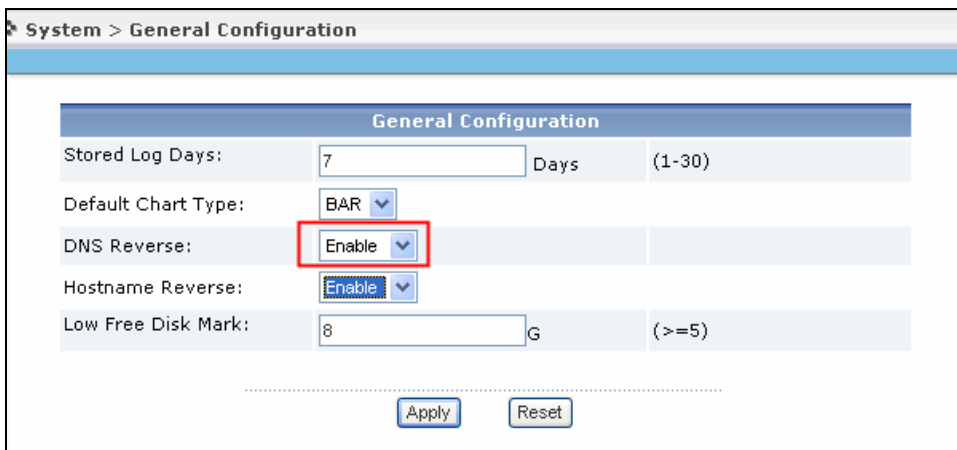 System > General Configuration
General Configuration
Stored Log Days: 7 Days (1-30)
Default Chart Type: BAR
DNS Reverse: Enable
Hostname Reverse: Enable
Low Free Disk Mark: 8 G (>=5)
Apply Reset